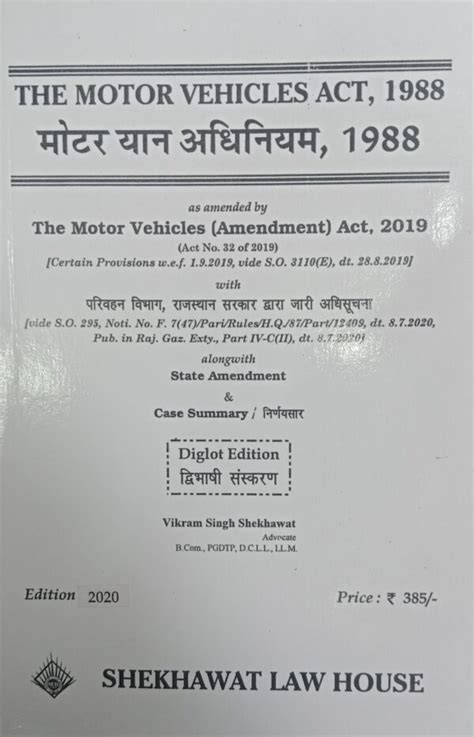 THE MOTOR VEHICLES ACT, 1988
मोटर यान अधिनियम, 1988
as amended by
The Motor Vehicles (Amendment) Act, 2019
(Act No. 32 of 2019)
[Certain Provisions w.e.f. 1.9.2019, vide S.O. 3110(E), dt. 28.8.2019]
with
परिवहन विभाग, राजस्थान सरकार द्वारा जारी अधिसूचना
[vide S.O. 295, Noti. No. F. 7(47)/Pari/Rules/H.Q./87/Part/12409, dt. 8.7.2020,
Pub. in Raj. Gaz. Exty., Part IV-C(II), dt. 8.7.2020]
alongwith
State Amendment
&
Case Summary / निर्णयसार
Diglot Edition
द्विभाषी संस्करण
Vikram Singh Shekhawat
Advocate
B.Com., PGDTP, D.C.L.L., LL.M.
Edition 2020
Price : ₹ 385/-
SHEKHAWAT LAW HOUSE